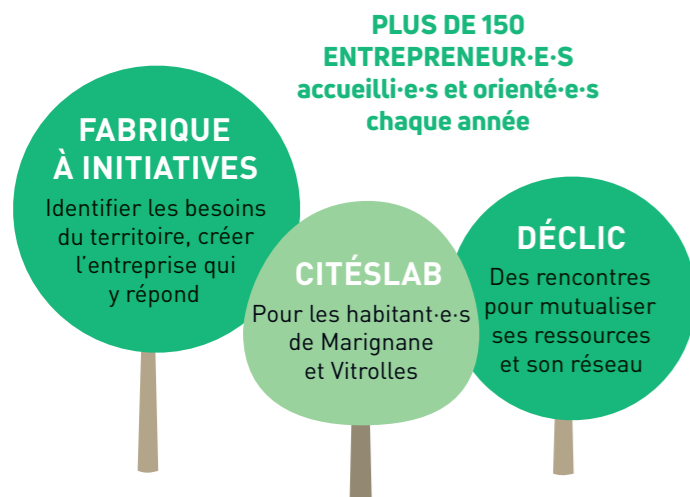 PLUS DE 150
ENTREPRENEUR·E·S
accueilli·e·s et orienté·e·s
chaque année
FABRIQUE
À INITIATIVES
Identifier les besoins
du territoire, créer
l’entreprise qui
y répond
CITÉSLAB
Pour les habitant·e·s
de Marignane
et Vitrolles
DÉCLIC
Des rencontres
pour mutualiser
ses ressources
et son réseau